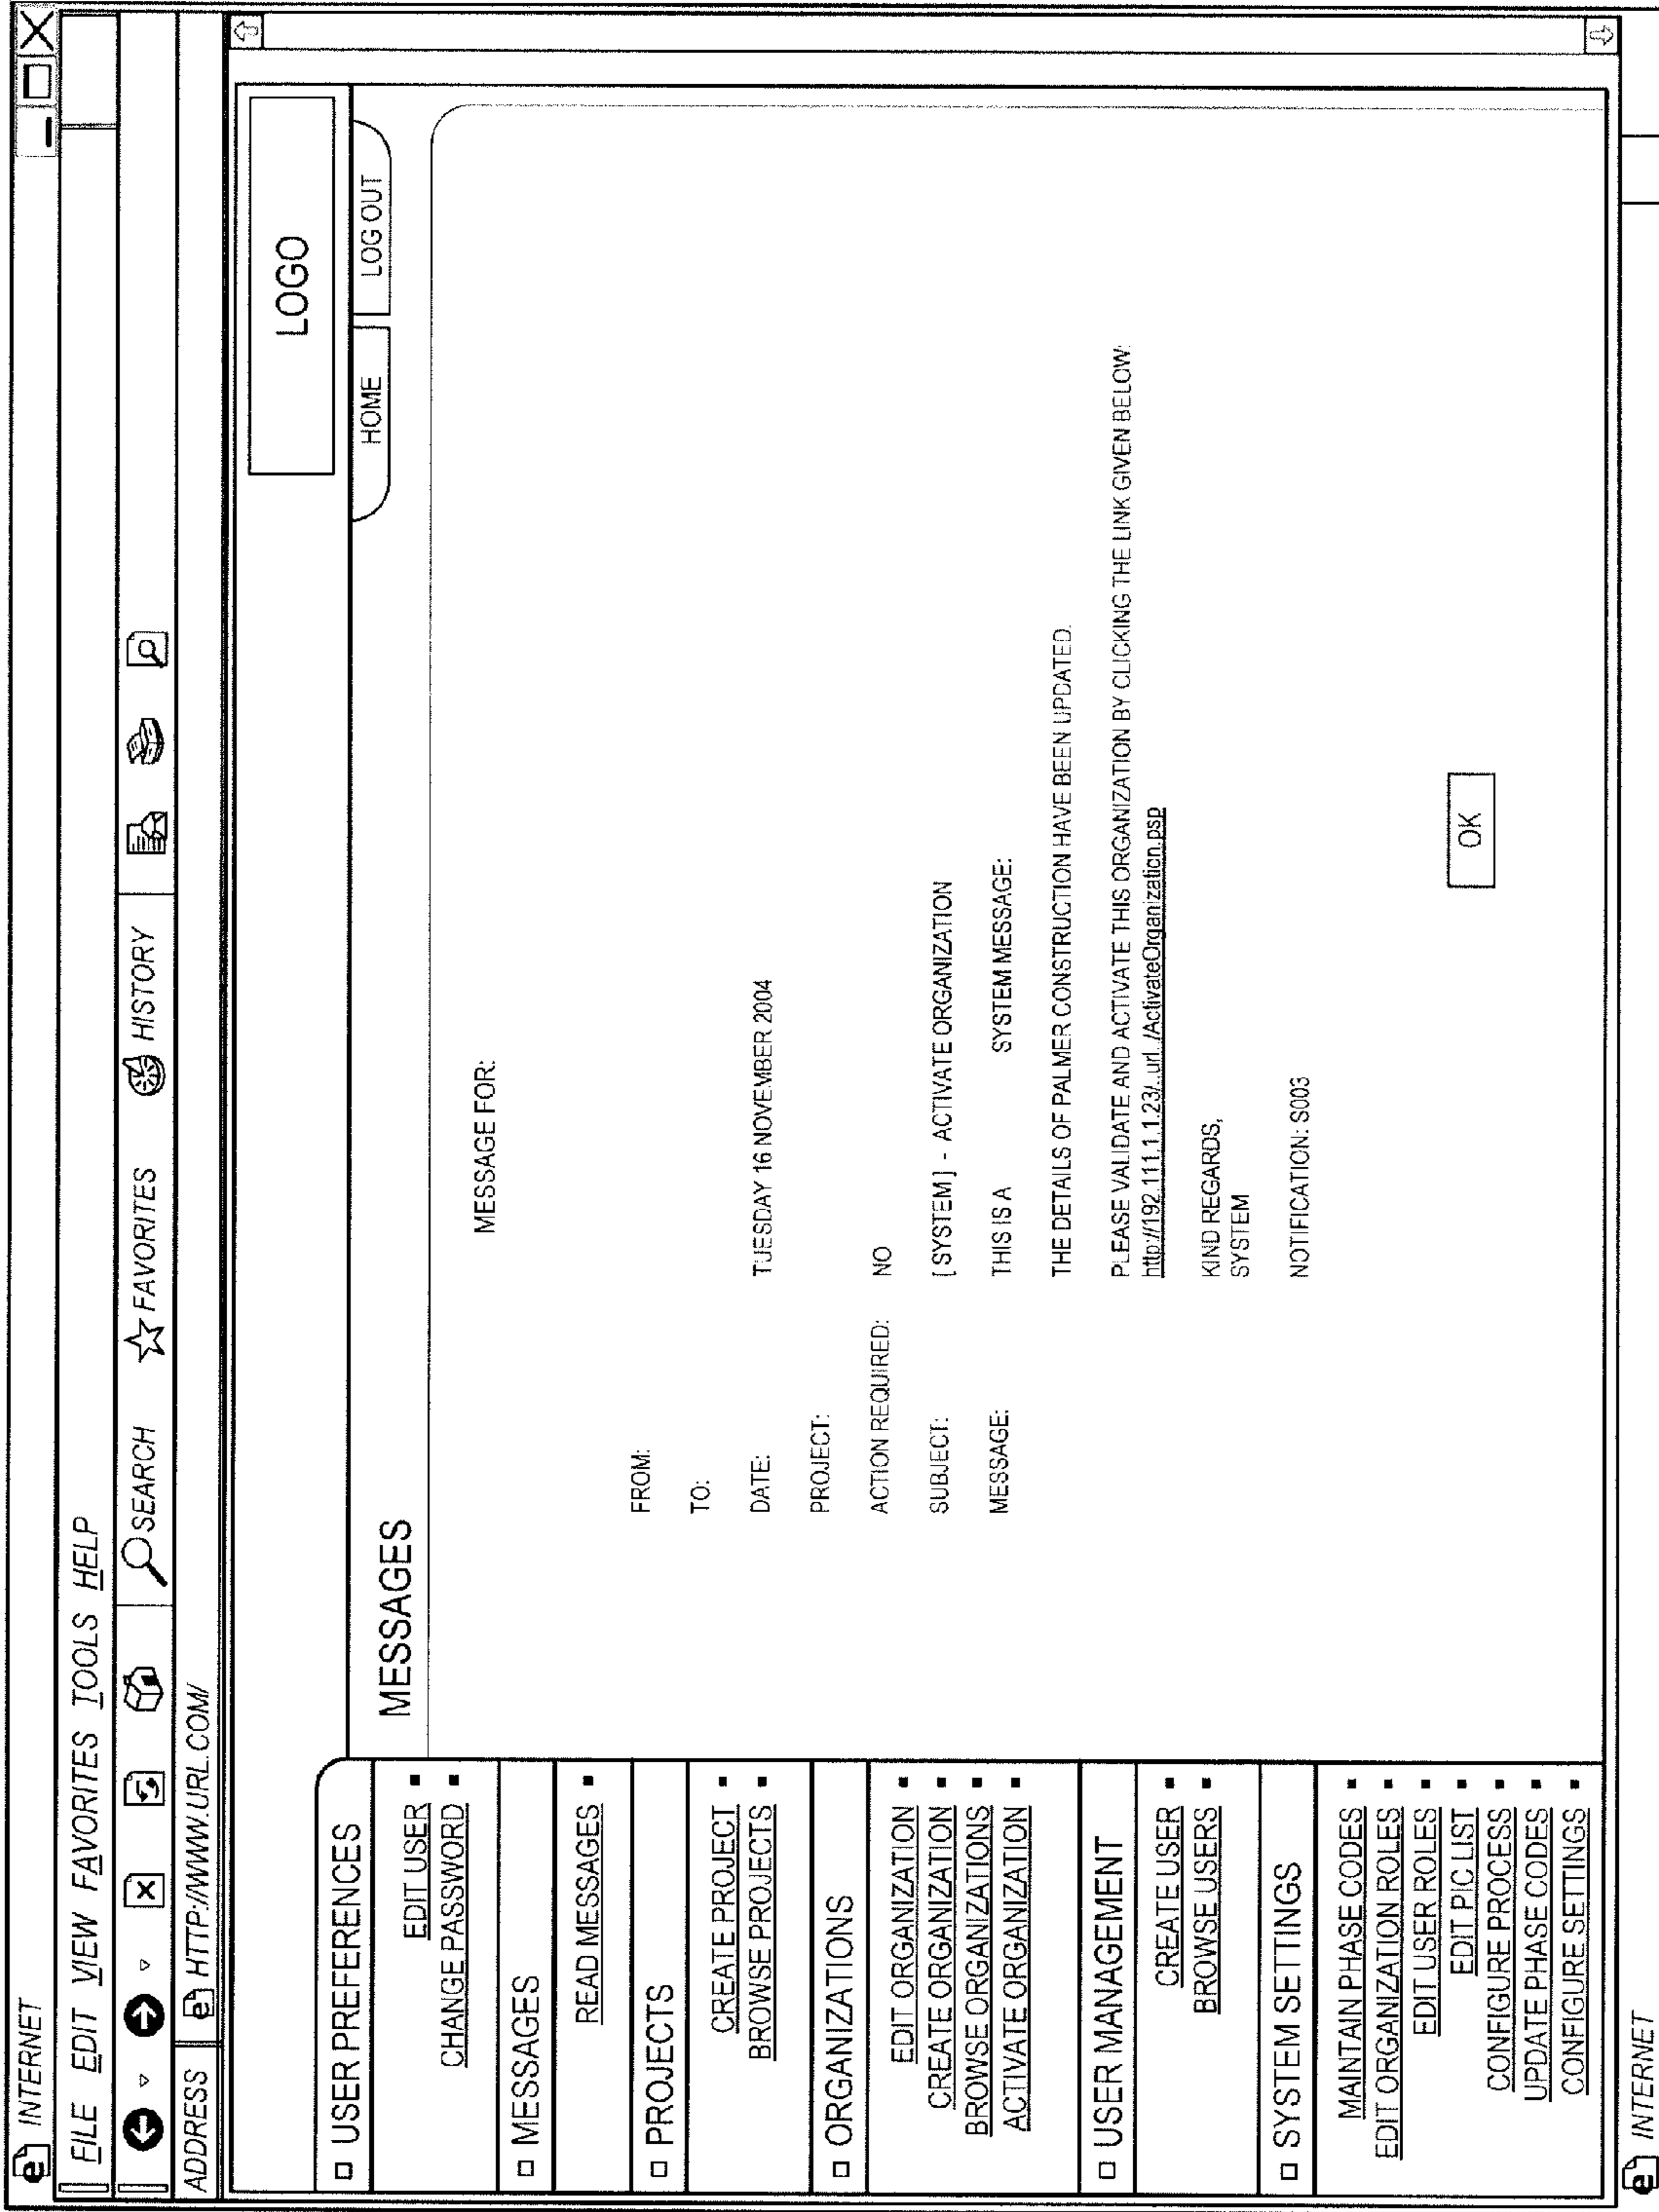 INTERNET
FILE EDIT VIEW FAVORITES TOOLS HELP
SEARCH FAVORITES HISTORY
ADDRESS HTTP://WWW.URL.COM/
LOGO
HOME LOG OUT
USER PREFERENCES
EDIT USER
CHANGE PASSWORD
MESSAGES
READ MESSAGES
PROJECTS
CREATE PROJECT
BROWSE PROJECTS
ORGANIZATIONS
EDIT ORGANIZATION
CREATE ORGANIZATION
BROWSE ORGANIZATIONS
ACTIVATE ORGANIZATION
USER MANAGEMENT
CREATE USER
BROWSE USERS
SYSTEM SETTINGS
MAINTAIN PHASE CODES
EDIT ORGANIZATION ROLES
EDIT USER ROLES
EDIT PIC LIST
CONFIGURE PROCESS
UPDATE PHASE CODES
CONFIGURE SETTINGS
MESSAGES
MESSAGE FOR:
FROM:
TO:
DATE: TUESDAY 16 NOVEMBER 2004
PROJECT:
ACTION REQUIRED: NO
SUBJECT: [SYSTEM] - ACTIVATE ORGANIZATION
MESSAGE: THIS IS A SYSTEM MESSAGE:
THE DETAILS OF PALMER CONSTRUCTION HAVE BEEN UPDATED.
PLEASE VALIDATE AND ACTIVATE THIS ORGANIZATION BY CLICKING THE LINK GIVEN BELOW:
http://192.111.1.1.23/..url../ActivateOrganization.psp
KIND REGARDS,
SYSTEM
NOTIFICATION: S003
OK
INTERNET